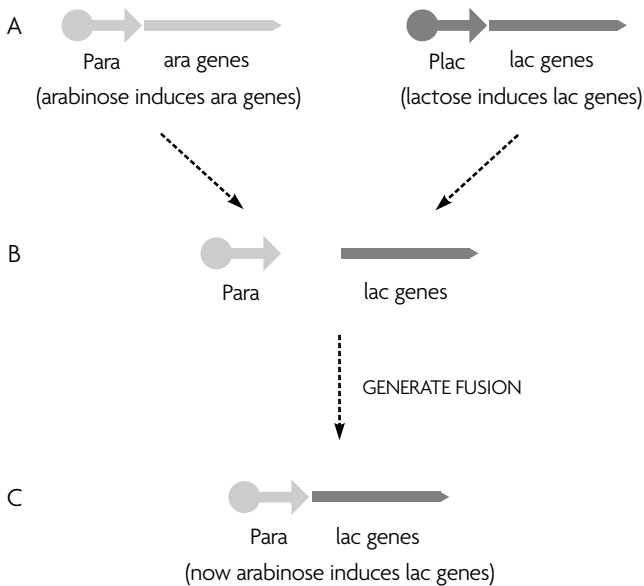 A
Para ara genes
(arabinose induces ara genes)
Plac lac genes
(lactose induces lac genes)
B
Para lac genes
GENERATE FUSION
C
Para lac genes
(now arabinose induces lac genes)